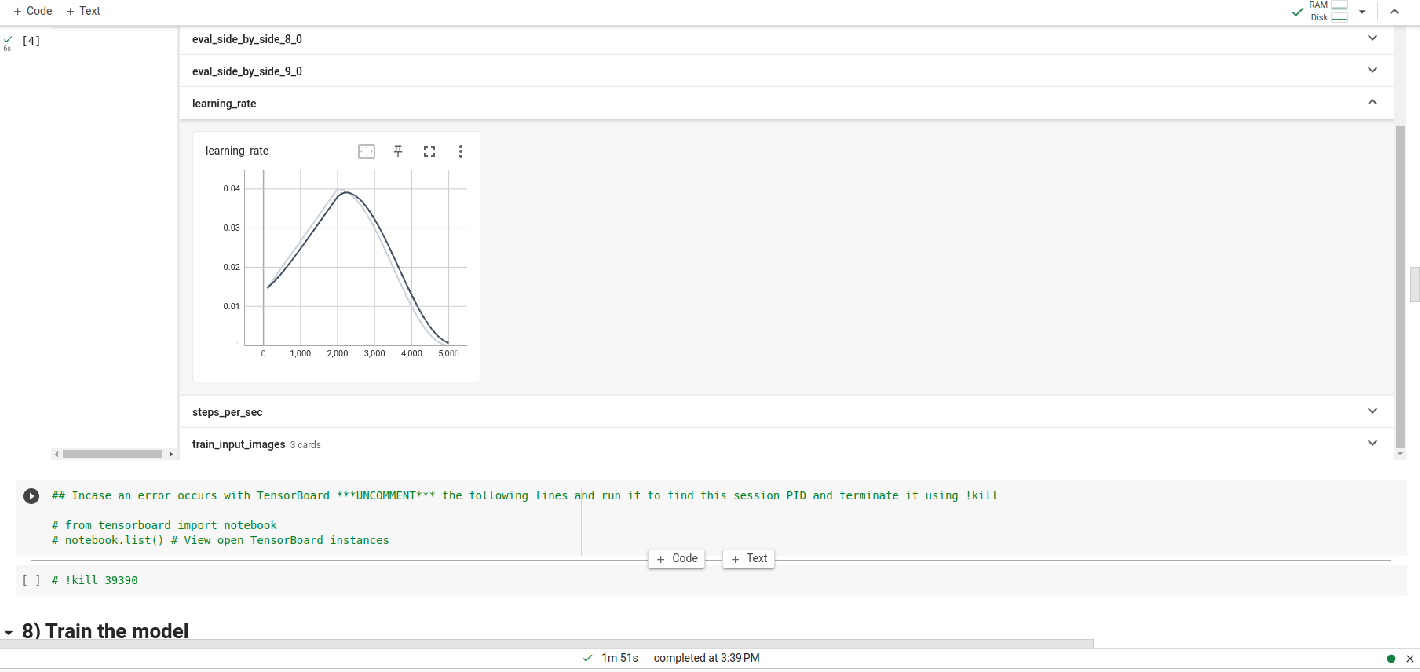 + Code + Text
RAM
Disk
[4]
6s
eval_side_by_side_8_0
eval_side_by_side_9_0
learning_rate
learning_rate
0.04
0.03
0.02
0.01
0 1,000 2,000 3,000 4,000 5,000
steps_per_sec
train_input_images 3 cards
## Incase an error occurs with TensorBoard ***UNCOMMENT*** the following lines and run it to find this session PID and terminate it using !kill
# from tensorboard import notebook
# notebook.list() # View open TensorBoard instances
+ Code + Text
[ ] # !kill 39390
8) Train the model
1m 51s completed at 3:39 PM